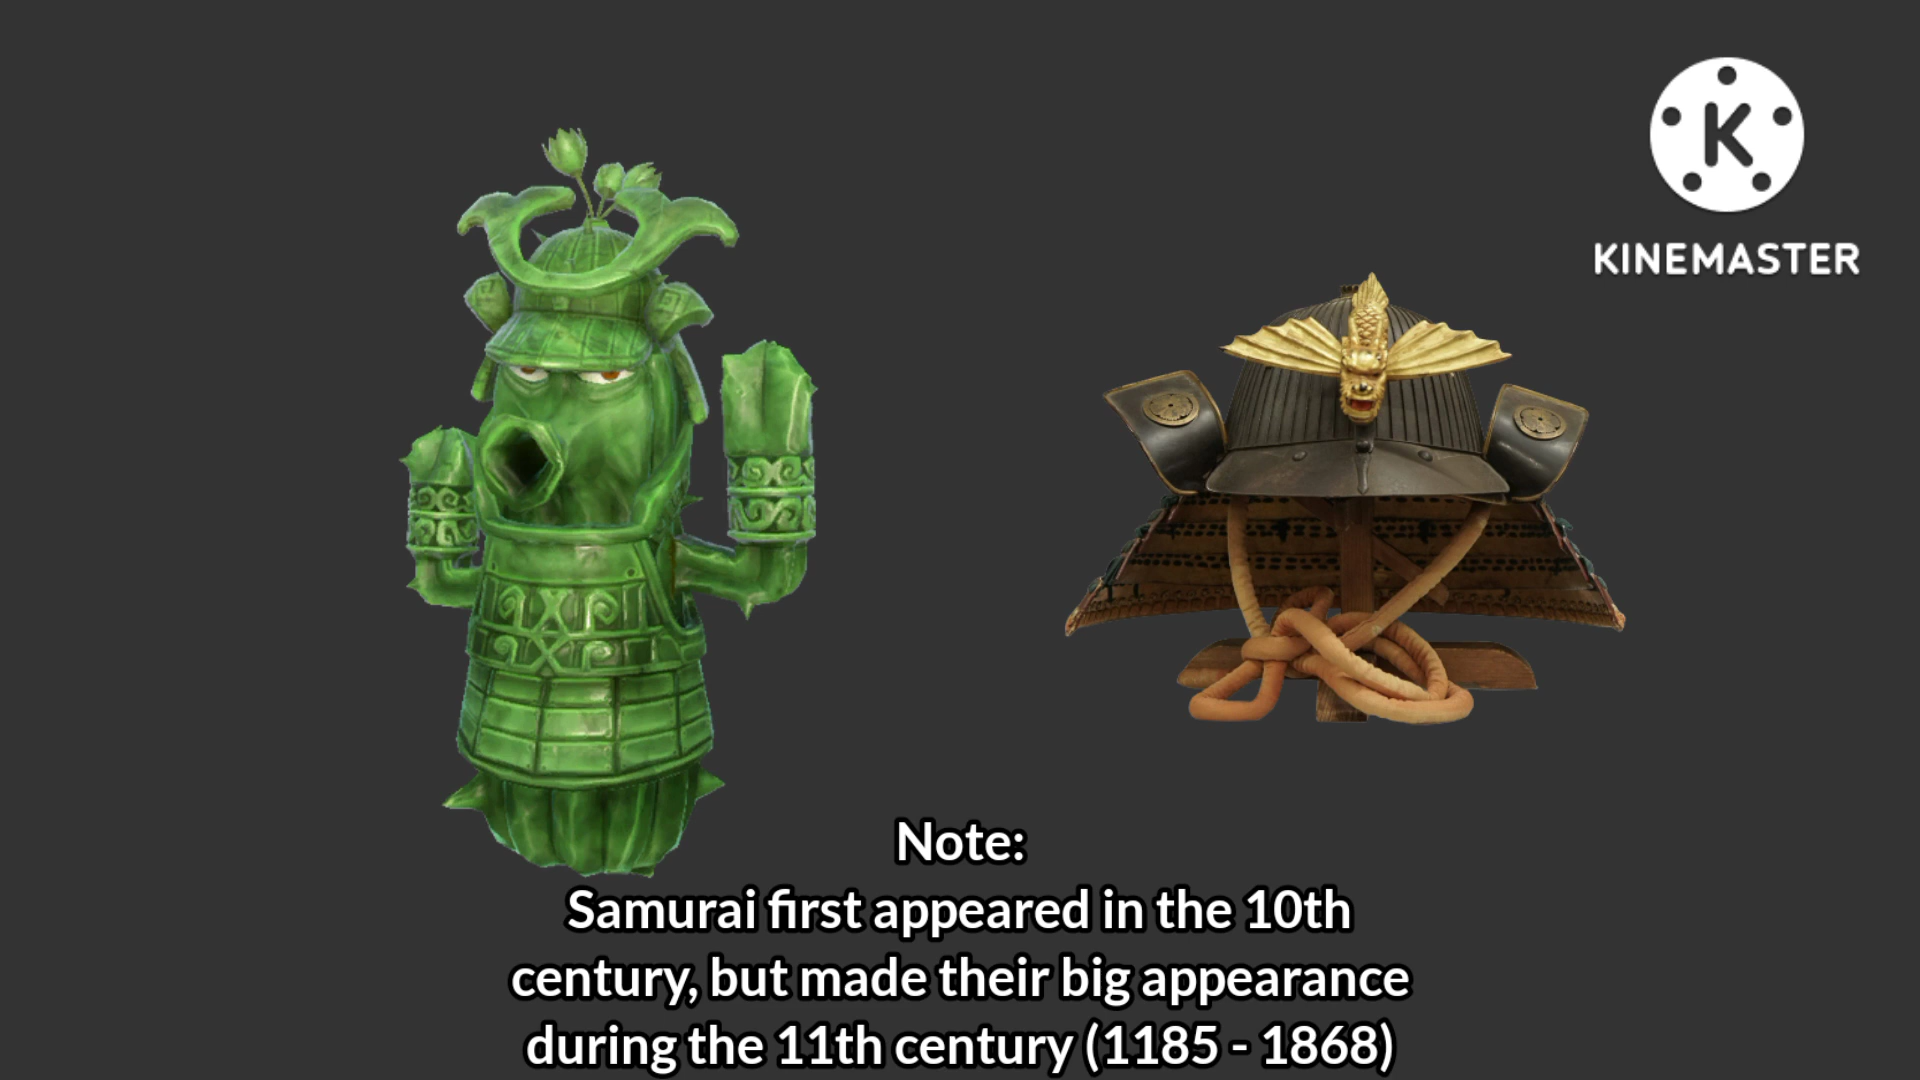 K
KINEMASTER
Note:
Samurai first appeared in the 10th
century, but made their big appearance
during the 11th century (1185 - 1868)